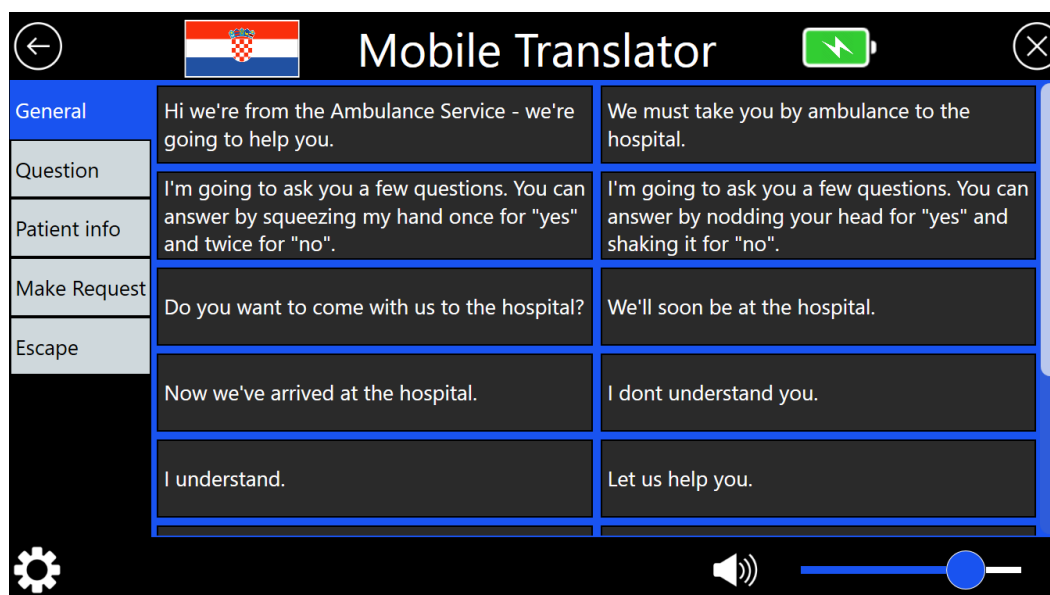 Mobile Translator
General
Question
Patient info
Make Request
Escape
Hi we're from the Ambulance Service - we're
going to help you.
We must take you by ambulance to the
hospital.
I'm going to ask you a few questions. You can
answer by squeezing my hand once for "yes"
and twice for "no".
I'm going to ask you a few questions. You can
answer by nodding your head for "yes" and
shaking it for "no".
Do you want to come with us to the hospital?
We'll soon be at the hospital.
Now we've arrived at the hospital.
I dont understand you.
I understand.
Let us help you.